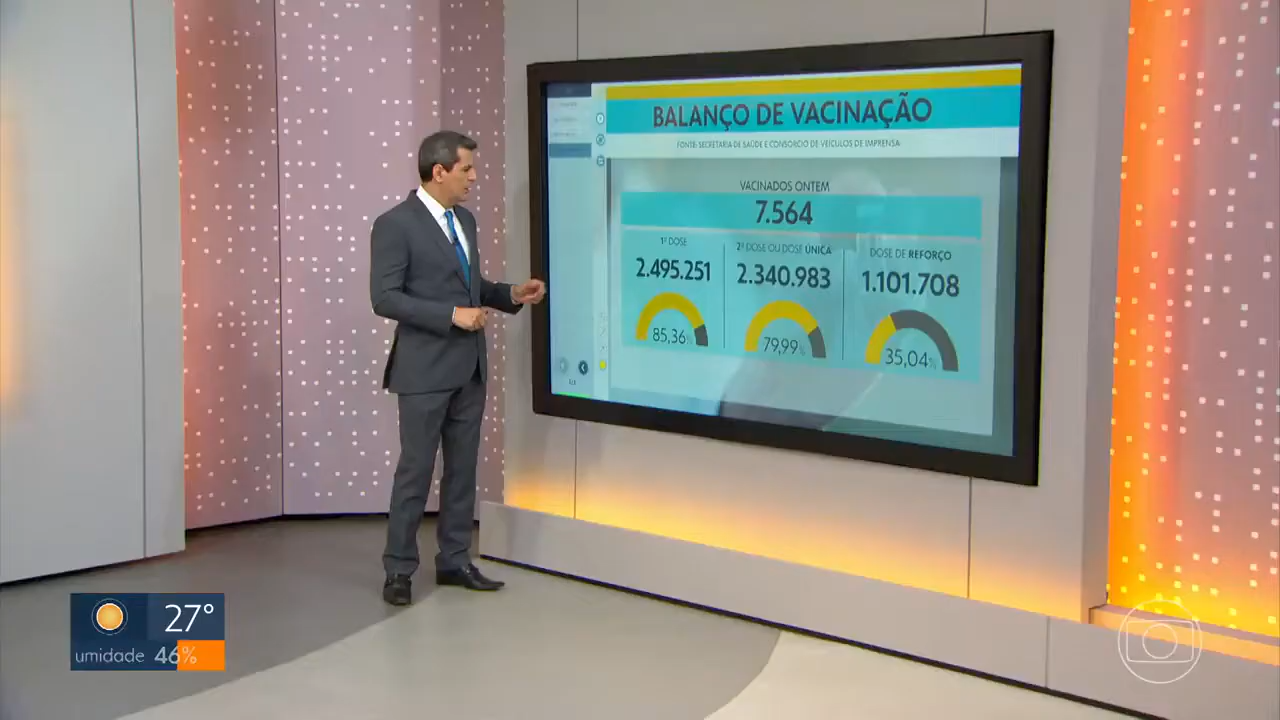 BALANÇO DE VACINAÇÃO
FONTE: SECRETARIA DE SAÚDE E CONSORCIO DE VEÍCULOS DE IMPRENSA
VACINADOS ONTEM
7.564
1ª DOSE
2.495.251
85,36%
2ª DOSE OU DOSE ÚNICA
2.340.983
79,99%
DOSE DE REFORÇO
1.101.708
35,04%
27°
umidade 46%